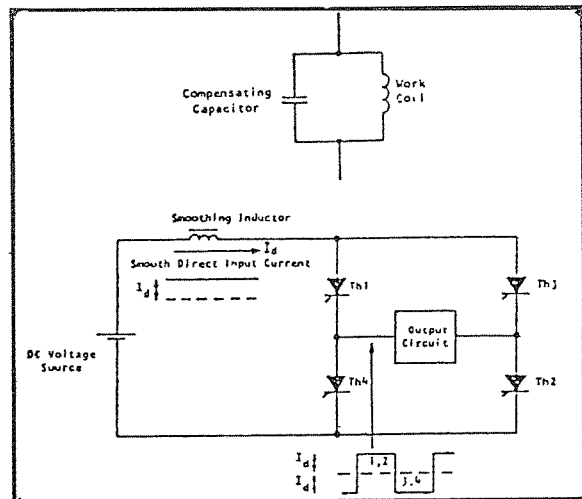 Compensating
Capacitor
Work
Coil
Smoothing Inductor
I_d
Smooth Direct Input Current
I_d
DC Voltage
Source
Th1
Th3
Output
Circuit
Th4
Th2
I_d
1,2
I_d
3,4